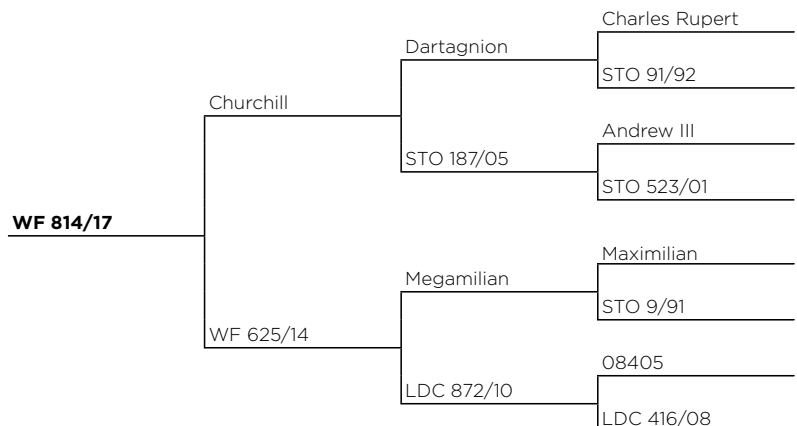 Charles Rupert
Dartagnion
STO 91/92
Churchill
Andrew III
STO 187/05
STO 523/01
WF 814/17
Maximilian
Megamilian
STO 9/91
WF 625/14
08405
LDC 872/10
LDC 416/08